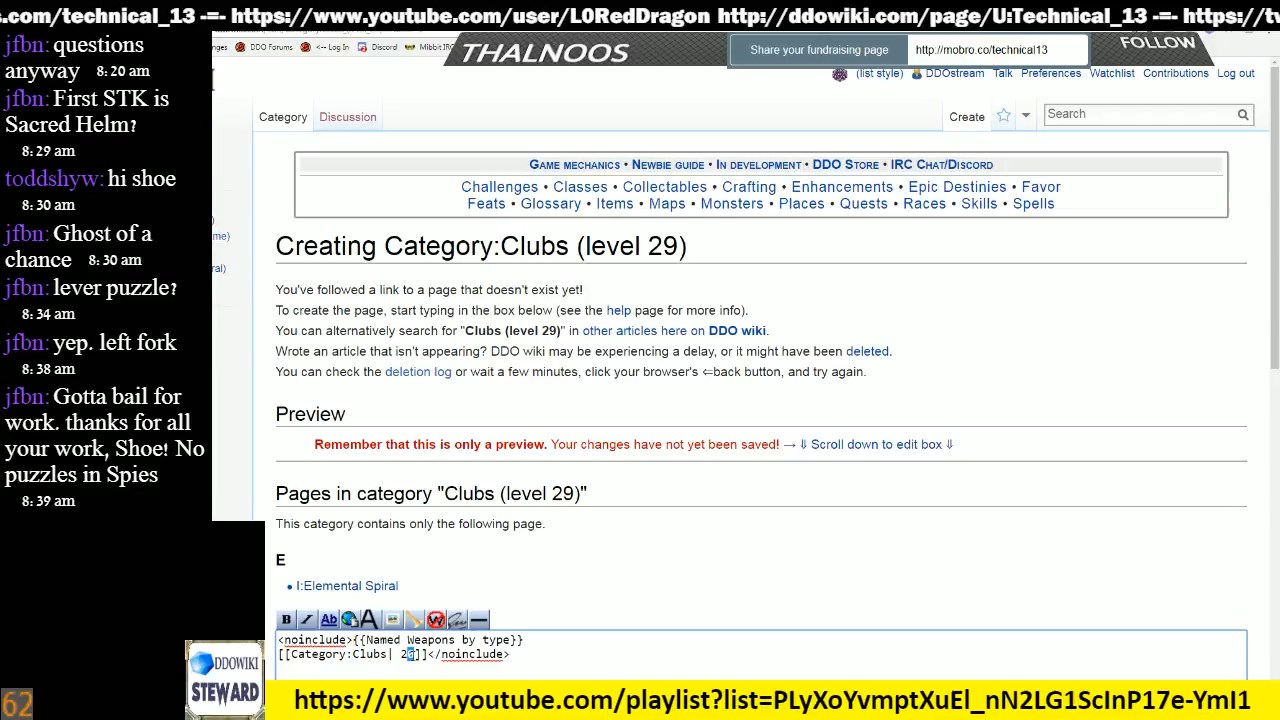 s.com/technical_13 -=- https://www.youtube.com/user/L0RedDragon http://ddowiki.com/page/U:Technical_13 -=- https://tv
jfbn: questions
anyway 8:20 am
jfbn: First STK is
Sacred Helm?
8:29 am
toddshyw: hi shoe
8:30 am
jfbn: Ghost of a
chance 8:30 am
jfbn: lever puzzle?
8:34 am
jfbn: yep. left fork
8:38 am
jfbn: Gotta bail for
work. thanks for all
your work, Shoe! No
puzzles in Spies
8:39 am
nges DDO Forums <-- Log In Discord Mibbit IR
THALNOOS
Share your fundraising page http://mobro.co/technical13
FOLLOW
(list style) DDOstream Talk Preferences Watchlist Contributions Log out
Category Discussion Create Search
Game mechanics • Newbie guide • In development • DDO Store • IRC Chat/Discord
Challenges • Classes • Collectables • Crafting • Enhancements • Epic Destinies • Favor
Feats • Glossary • Items • Maps • Monsters • Places • Quests • Races • Skills • Spells
me)
ral)
Creating Category:Clubs (level 29)
You've followed a link to a page that doesn't exist yet!
To create the page, start typing in the box below (see the help page for more info).
You can alternatively search for "Clubs (level 29)" in other articles here on DDO wiki.
Wrote an article that isn't appearing? DDO wiki may be experiencing a delay, or it might have been deleted.
You can check the deletion log or wait a few minutes, click your browser's ⇐back button, and try again.
Preview
Remember that this is only a preview. Your changes have not yet been saved! → ⇓ Scroll down to edit box ⇓
Pages in category "Clubs (level 29)"
This category contains only the following page.
E
• I:Elemental Spiral
B I Ab A W
<noinclude>{{Named Weapons by type}}
[[Category:Clubs| 2]]</noinclude>
DDOWIKI
STEWARD
62
https://www.youtube.com/playlist?list=PLyXoYvmptXuEl_nN2LG1ScInP17e-YmI1